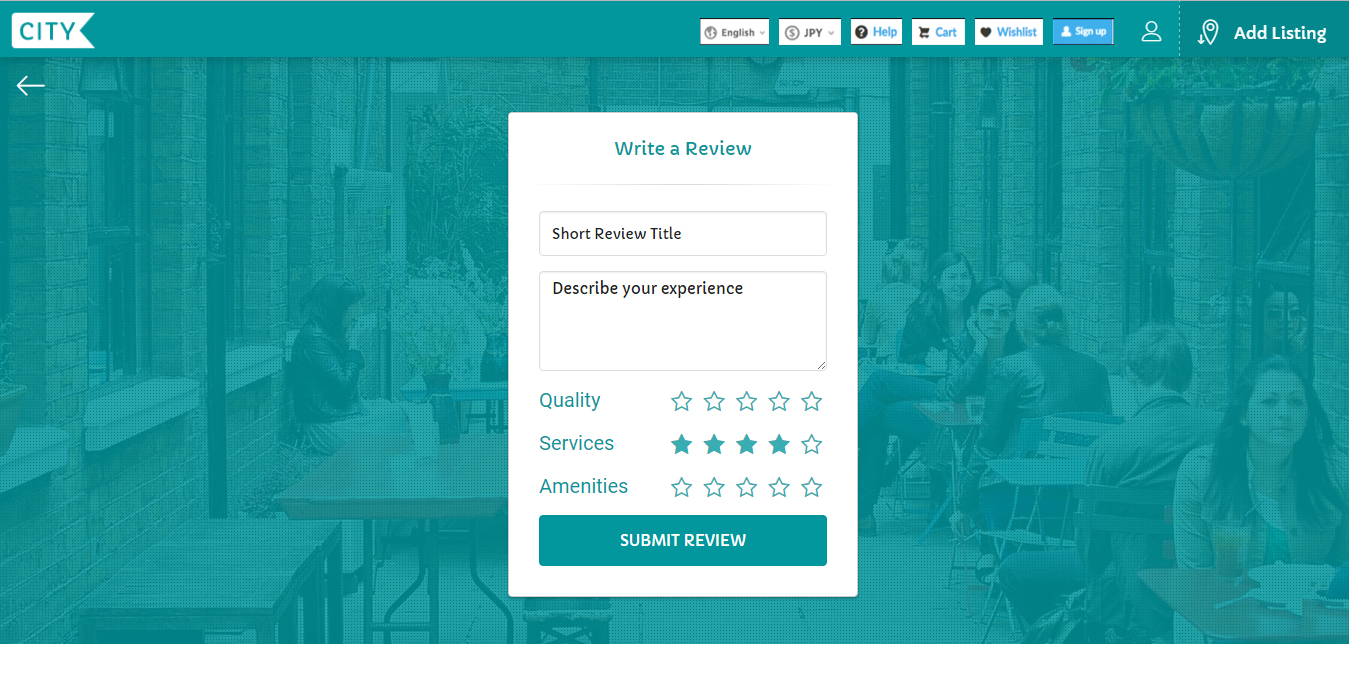 CITY
English
JPY
Help
Cart
Wishlist
Sign up
Add Listing
Write a Review
Short Review Title
Describe your experience
Quality
Services
Amenities
SUBMIT REVIEW